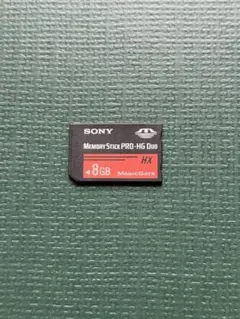 SONY
MEMORY STICK PRO-HG DUO
HX
8GB
MAGICGATE